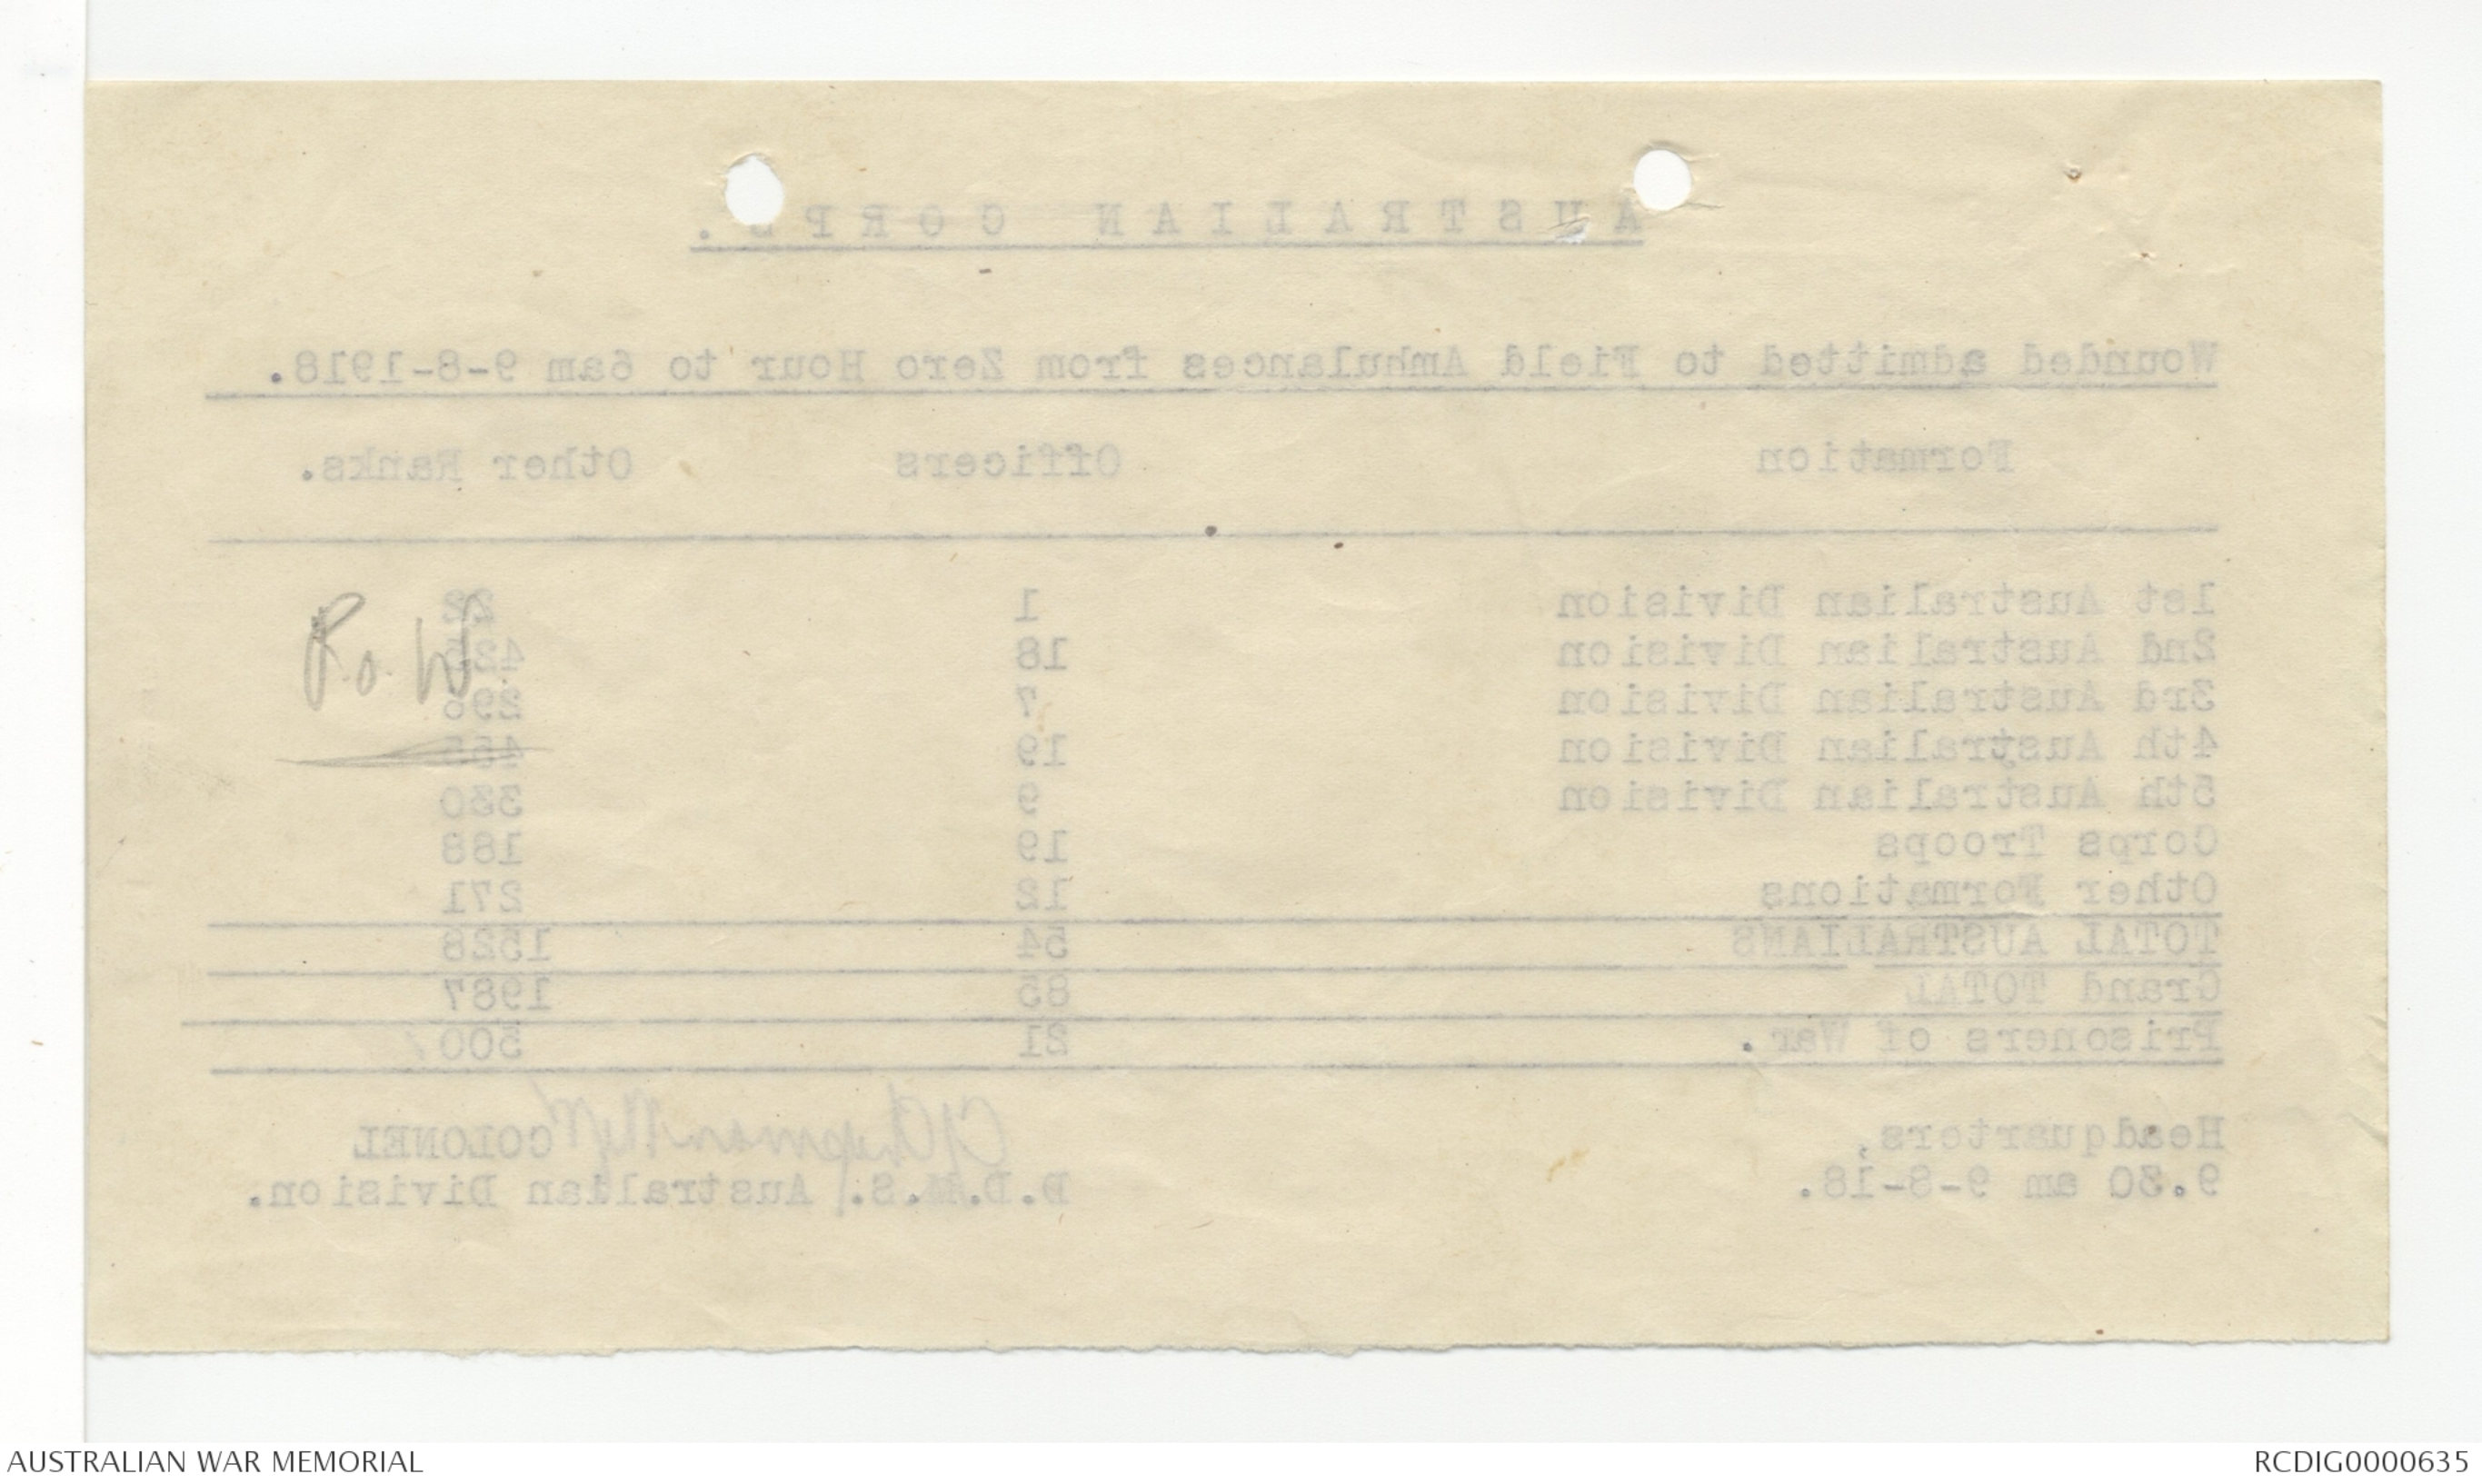 AUSTRALIAN CORPS.
Wounded admitted to Field Ambulances from Zero Hour to 6am 9-8-1918.
Formation Officers Other Ranks.
1st Australian Division 1 22
2nd Australian Division 18 425
3rd Australian Division 7 296
4th Australian Division 19 455
5th Australian Division 9 330
Corps Troops 19 188
Other Formations 12 271
TOTAL AUSTRALIANS 54 1528
Grand TOTAL 85 1987
Prisoners of War. 21 500
Headquarters, COLONEL
9.30 am 9-8-18. D.D.M.S. Australian Division.
P.o.W.
AUSTRALIAN WAR MEMORIAL
RCDIG0000635